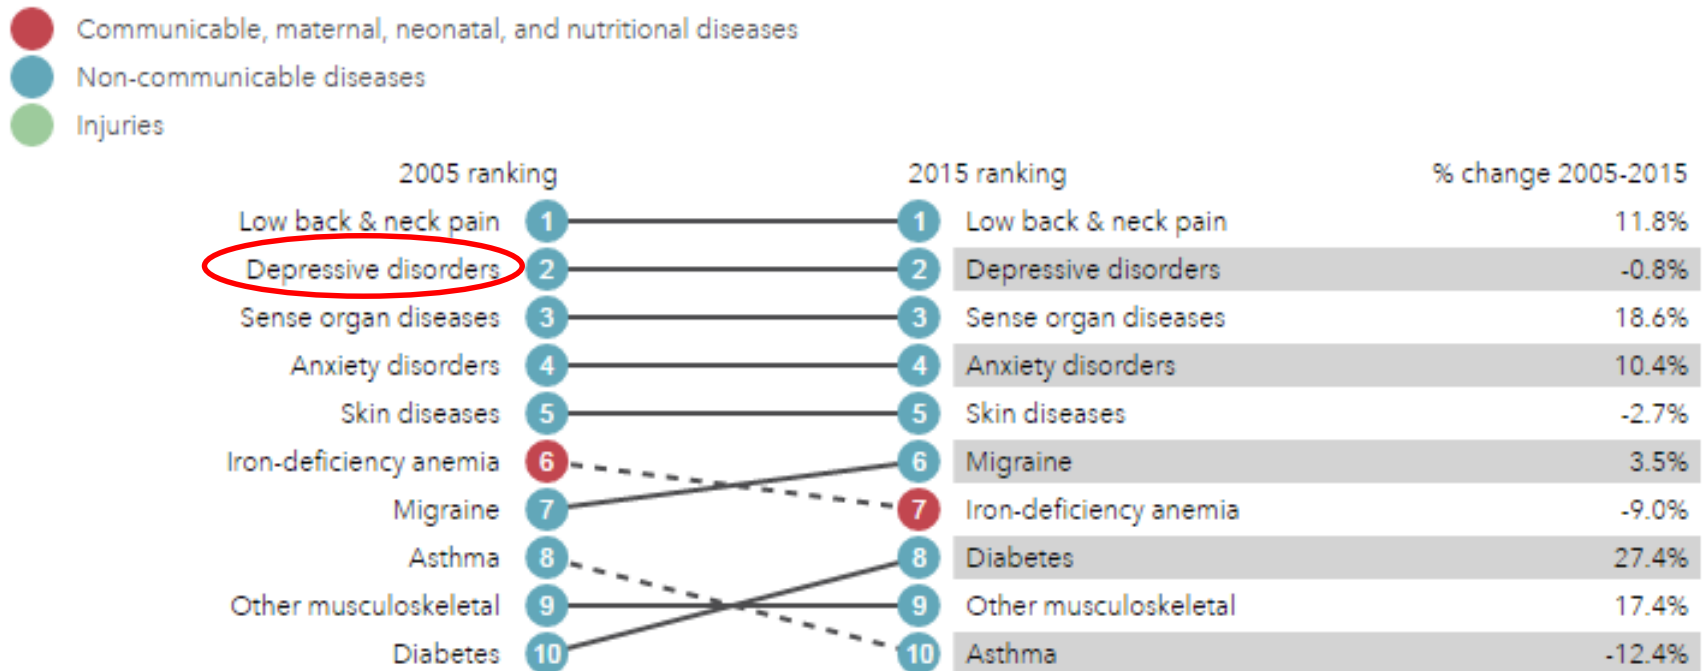 Communicable, maternal, neonatal, and nutritional diseases
Non-communicable diseases
Injuries
2005 ranking 2015 ranking % change 2005-2015
Low back & neck pain 1 1 Low back & neck pain 11.8%
Depressive disorders 2 2 Depressive disorders -0.8%
Sense organ diseases 3 3 Sense organ diseases 18.6%
Anxiety disorders 4 4 Anxiety disorders 10.4%
Skin diseases 5 5 Skin diseases -2.7%
Iron-deficiency anemia 6 6 Migraine 3.5%
Migraine 7 7 Iron-deficiency anemia -9.0%
Asthma 8 8 Diabetes 27.4%
Other musculoskeletal 9 9 Other musculoskeletal 17.4%
Diabetes 10 10 Asthma -12.4%